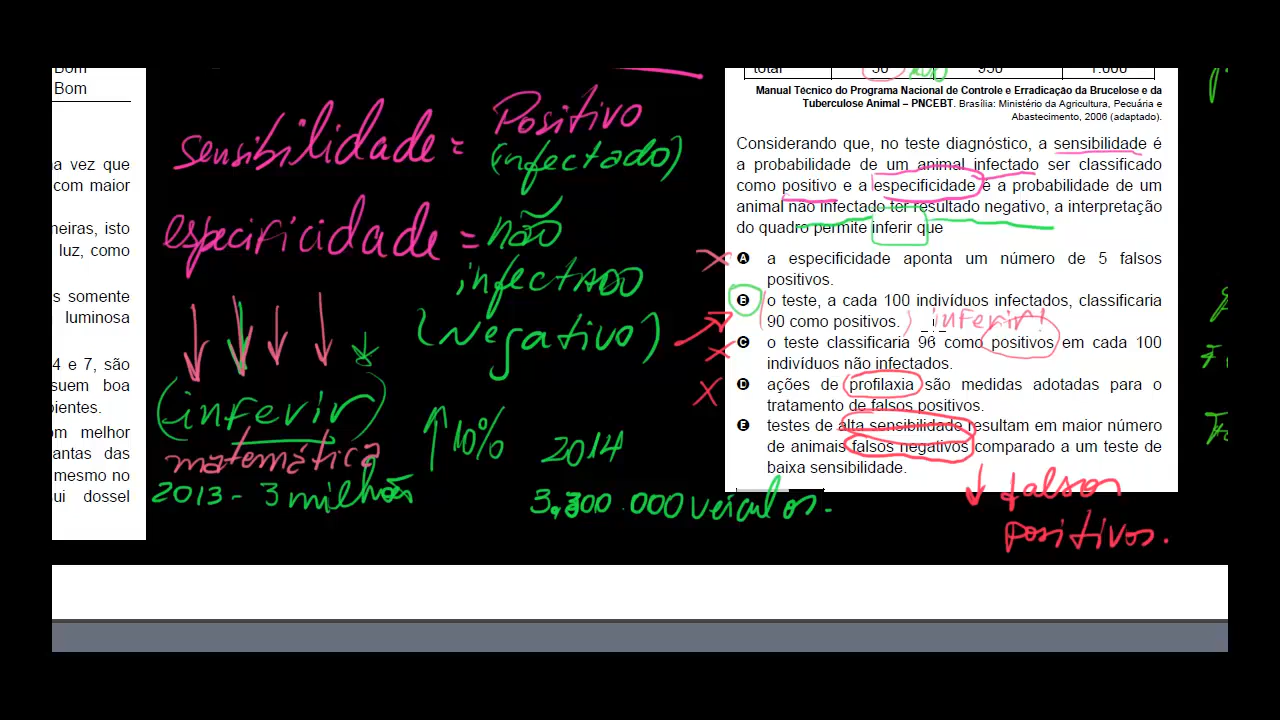 Bom
Bom
a vez que
com maior
neiras, isto
luz, como
s somente
luminosa
4 e 7, são
suem boa
pientes.
om melhor
antas das
mesmo no
sui dossel
sensibilidade = Positivo
(infectado)
especificidade = não
infectado
(Negativo)
(inferir)
matemática
2013 - 3 milhões
↑ 10% 2014
3.300.000 veículos.
total 50 950 1.000
Manual Técnico do Programa Nacional de Controle e Erradicação da Brucelose e da
Tuberculose Animal – PNCEBT. Brasília: Ministério da Agricultura, Pecuária e
Abastecimento, 2006 (adaptado).
Considerando que, no teste diagnóstico, a sensibilidade é
a probabilidade de um animal infectado ser classificado
como positivo e a especificidade é a probabilidade de um
animal não infectado ter resultado negativo, a interpretação
do quadro permite inferir que
A a especificidade aponta um número de 5 falsos
positivos.
B o teste, a cada 100 indivíduos infectados, classificaria
90 como positivos. inferir!
C o teste classificaria 96 como positivos em cada 100
indivíduos não infectados.
D ações de profilaxia são medidas adotadas para o
tratamento de falsos positivos.
E testes de alta sensibilidade resultam em maior número
de animais falsos negativos comparado a um teste de
baixa sensibilidade.
↓ falsos
positivos.